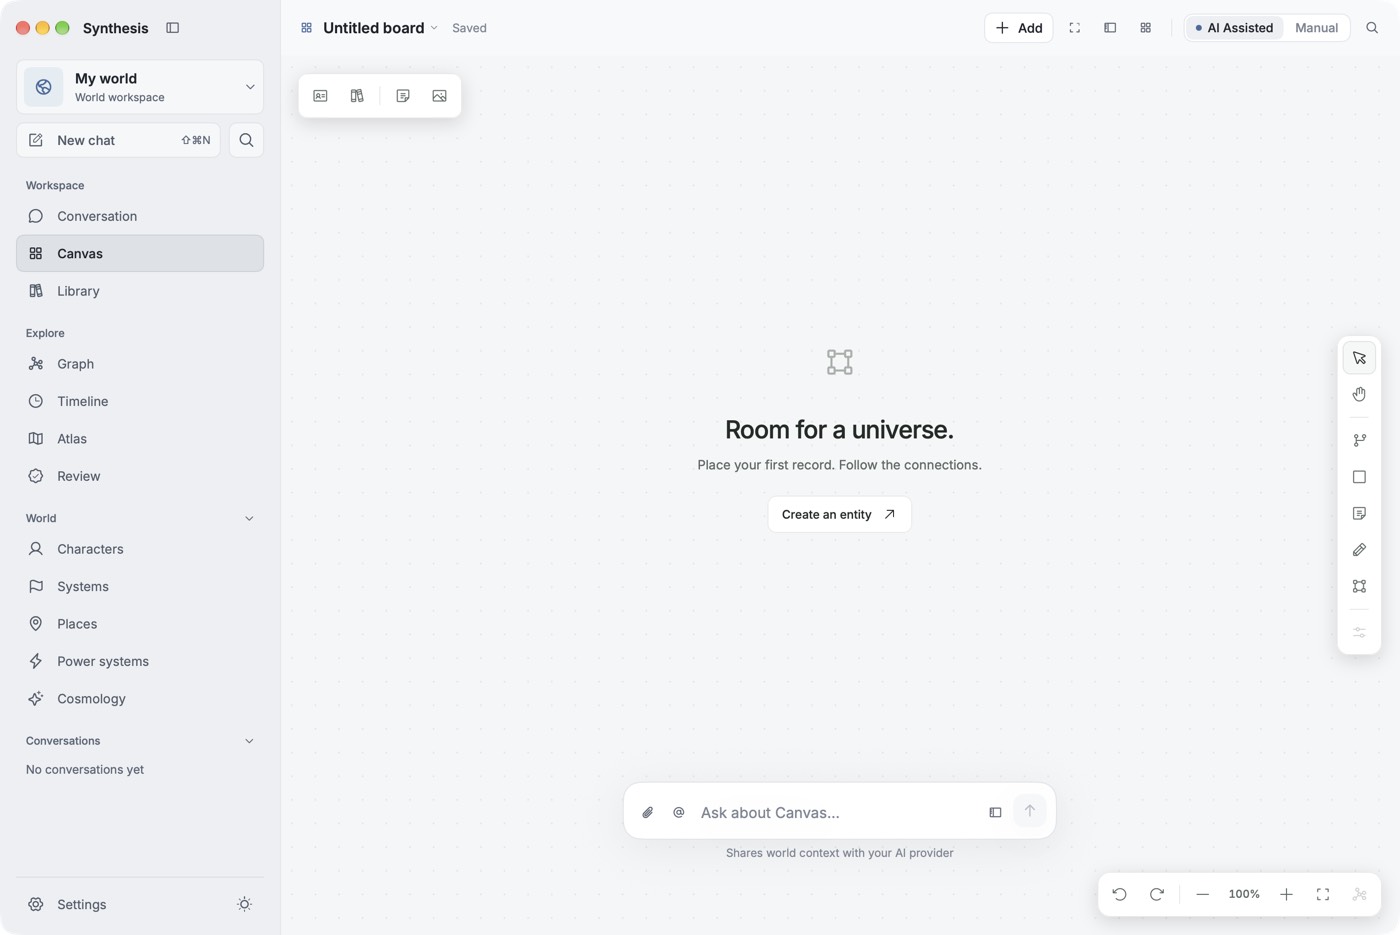 Synthesis
My world
World workspace
New chat ⇧⌘N
Workspace
Conversation
Canvas
Library
Explore
Graph
Timeline
Atlas
Review
World
Characters
Systems
Places
Power systems
Cosmology
Conversations
No conversations yet
Settings
Untitled board Saved
Add
AI Assisted Manual
Room for a universe.
Place your first record. Follow the connections.
Create an entity
@ Ask about Canvas...
Shares world context with your AI provider
100%